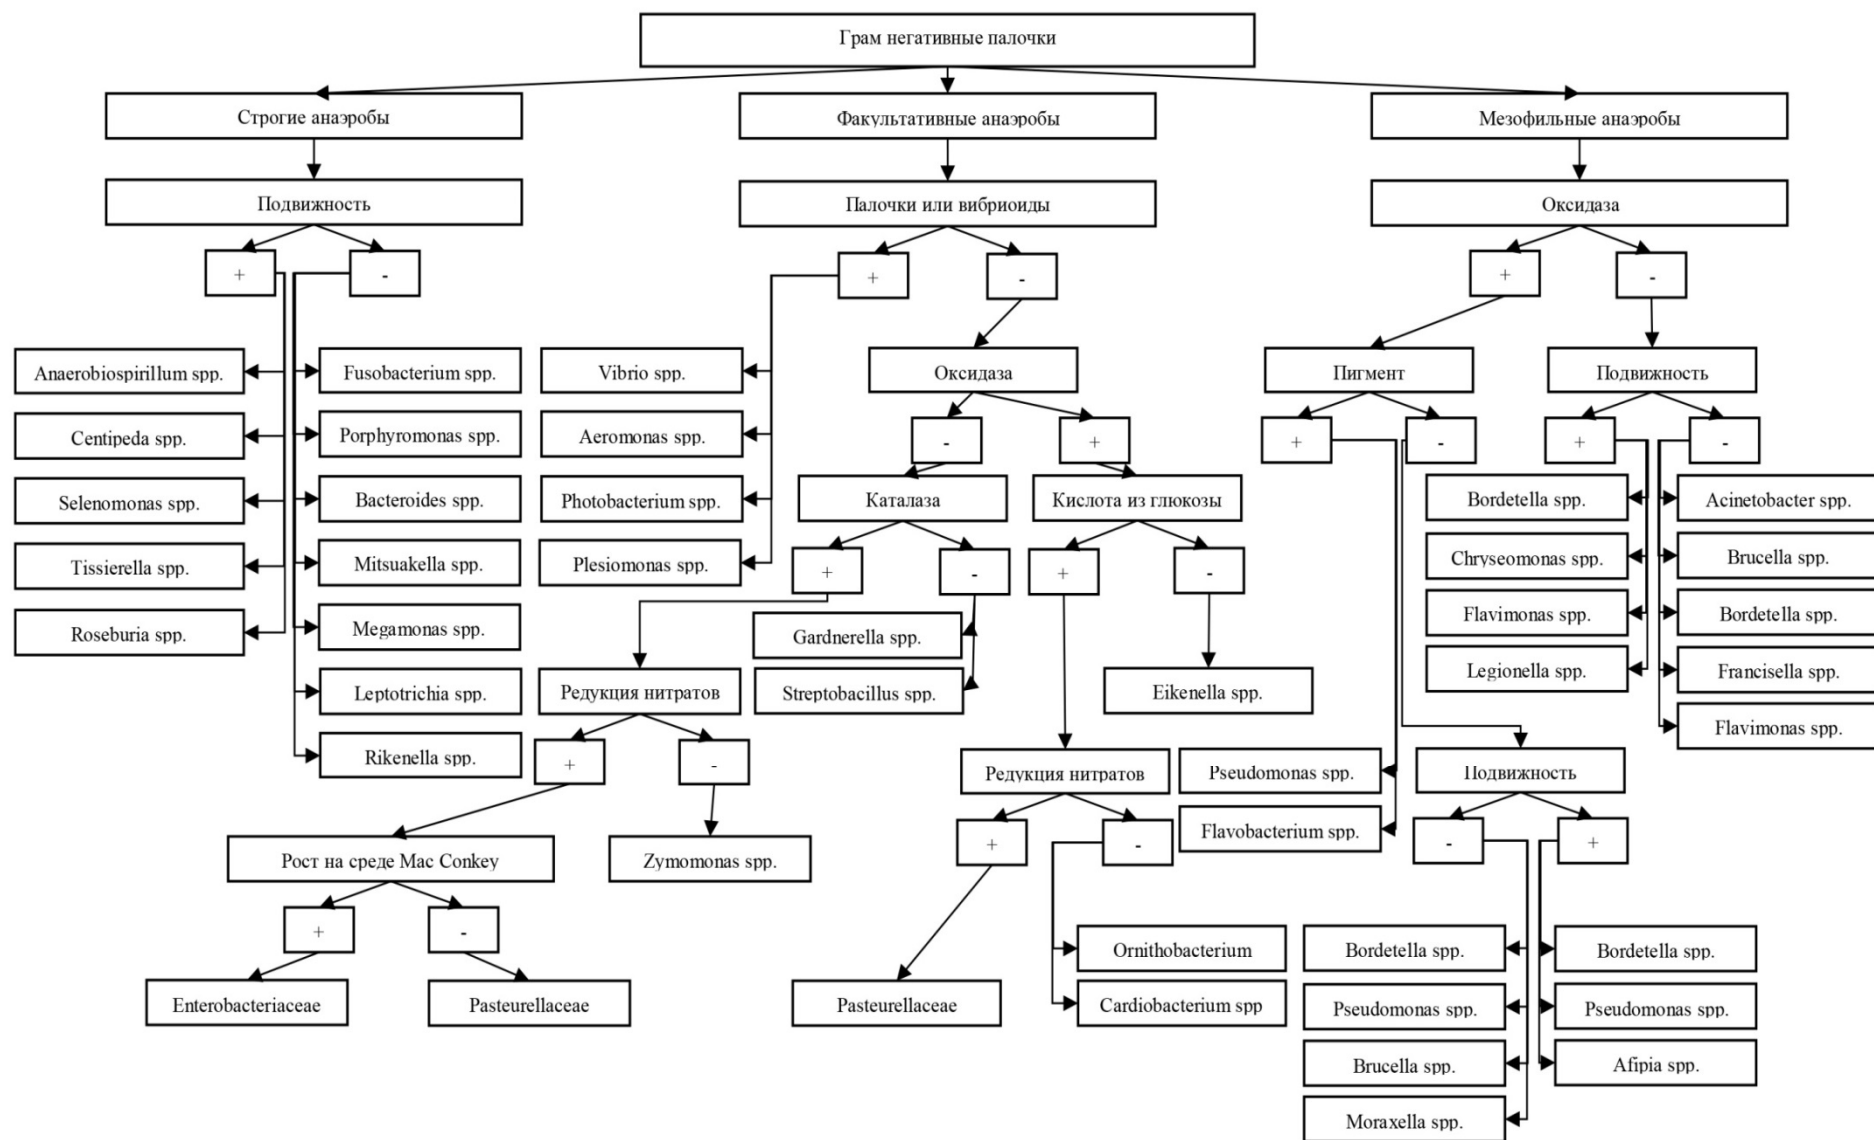 Грам негативные палочки
Строгие анаэробы
Факультативные анаэробы
Мезофильные анаэробы
Подвижность
Палочки или вибриоиды
Оксидаза
+
-
+
-
+
-
Anaerobiospirillum spp.
Fusobacterium spp.
Vibrio spp.
Оксидаза
Пигмент
Подвижность
Centipeda spp.
Porphyromonas spp.
Aeromonas spp.
-
+
+
-
+
-
Selenomonas spp.
Bacteroides spp.
Photobacterium spp.
Каталаза
Кислота из глюкозы
Bordetella spp.
Acinetobacter spp.
Tissierella spp.
Mitsuakella spp.
Plesiomonas spp.
+
-
+
-
Chryseomonas spp.
Brucella spp.
Roseburia spp.
Megamonas spp.
Gardnerella spp.
Flavimonas spp.
Bordetella spp.
Leptotrichia spp.
Редукция нитратов
Streptobacillus spp.
Eikenella spp.
Legionella spp.
Francisella spp.
Flavimonas spp.
Rikenella spp.
+
-
Редукция нитратов
Pseudomonas spp.
Подвижность
Flavobacterium spp.
Рост на среде Mac Conkey
Zymomonas spp.
+
-
-
+
+
-
Ornithobacterium
Bordetella spp.
Bordetella spp.
Enterobacteriaceae
Pasteurellaceae
Pasteurellaceae
Cardiobacterium spp
Pseudomonas spp.
Pseudomonas spp.
Brucella spp.
Afipia spp.
Moraxella spp.